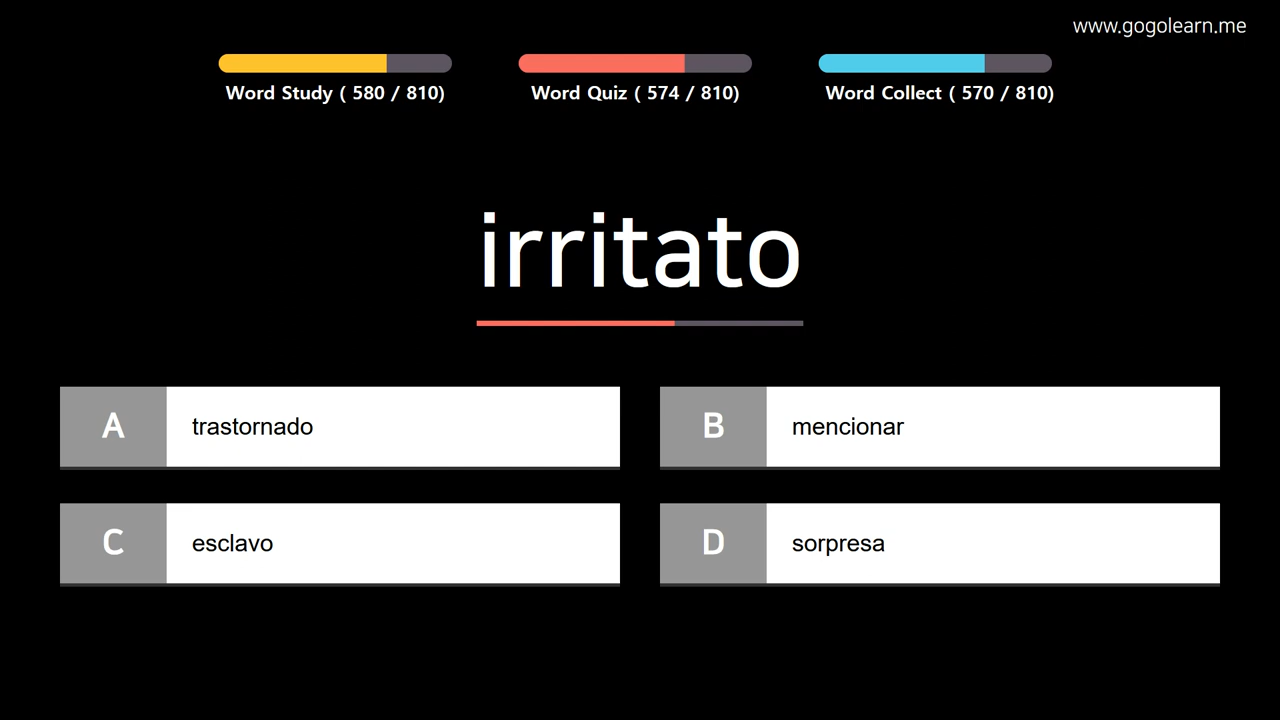 www.gogolearn.me
Word Study ( 580 / 810)
Word Quiz ( 574 / 810)
Word Collect ( 570 / 810)
irritato
A trastornado
B mencionar
C esclavo
D sorpresa